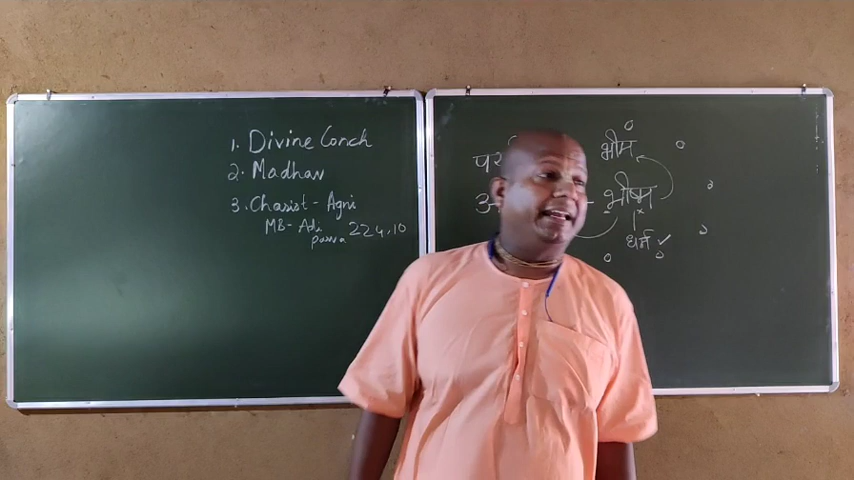 1. Divine Conch
2. Madhav
3. Chariot - Agni
MB - Adi
parva 224.10
भीम
- भीष्म
धर्म ✓